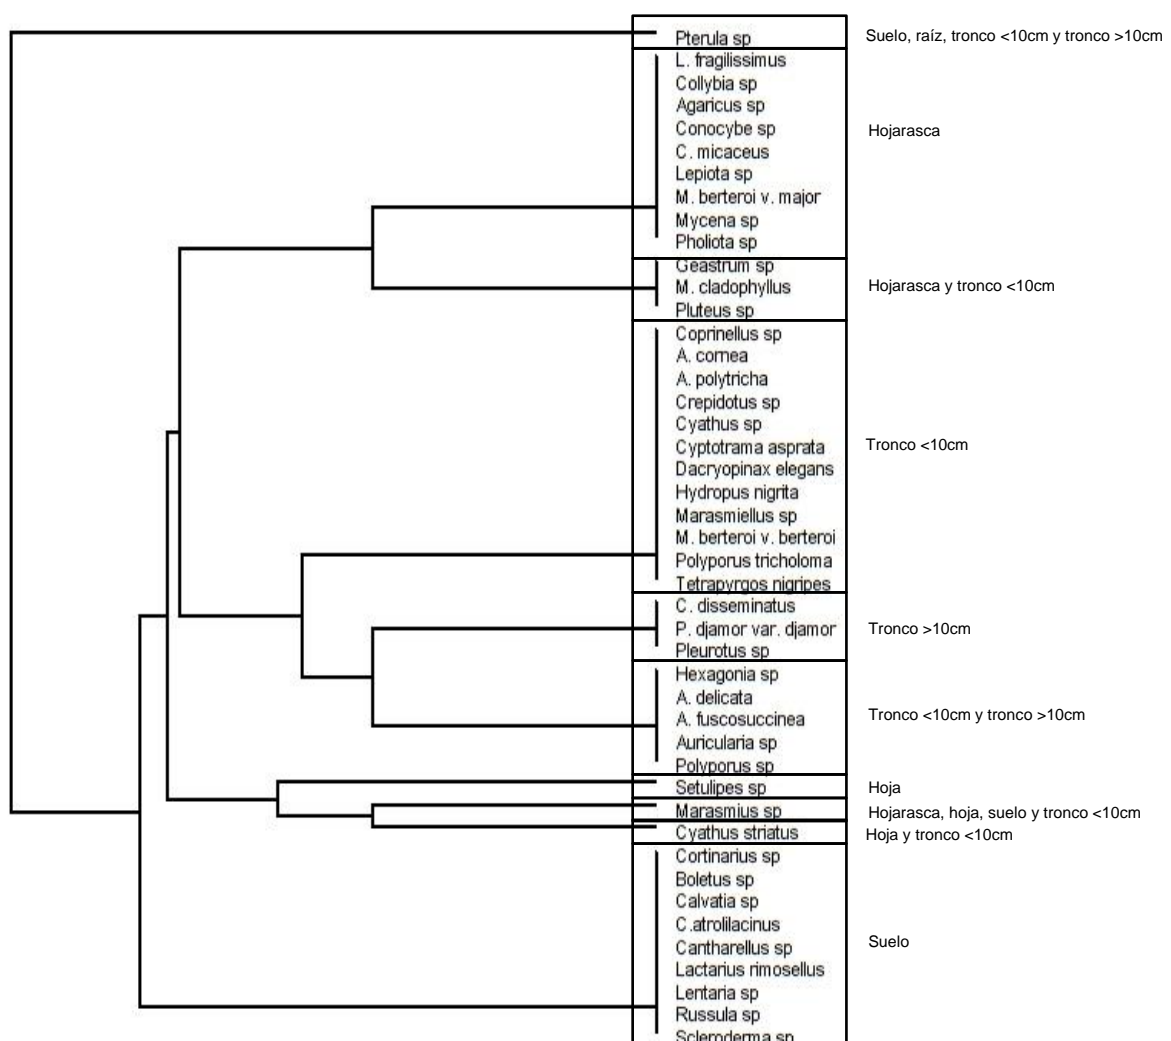 Pterula sp
Suelo, raíz, tronco <10cm y tronco >10cm
L. fragilissimus
Collybia sp
Agaricus sp
Conocybe sp
C. micaceus
Lepiota sp
M. berteroi v. major
Mycena sp
Pholiota sp
Hojarasca
Geastrum sp
M. cladophyllus
Pluteus sp
Hojarasca y tronco <10cm
Coprinellus sp
A. cornea
A. polytricha
Crepidotus sp
Cyathus sp
Cyptotrama asprata
Dacryopinax elegans
Hydropus nigrita
Marasmiellus sp
M. berteroi v. berteroi
Polyporus tricholoma
Tetrapyrgos nigripes
Tronco <10cm
C. disseminatus
P. djamor var. djamor
Pleurotus sp
Tronco >10cm
Hexagonia sp
A. delicata
A. fuscosuccinea
Auricularia sp
Polyporus sp
Tronco <10cm y tronco >10cm
Setulipes sp
Hoja
Marasmius sp
Hojarasca, hoja, suelo y tronco <10cm
Cyathus striatus
Hoja y tronco <10cm
Cortinarius sp
Boletus sp
Calvatia sp
C.atrolilacinus
Cantharellus sp
Lactarius rimosellus
Lentaria sp
Russula sp
Scleroderma sp
Suelo